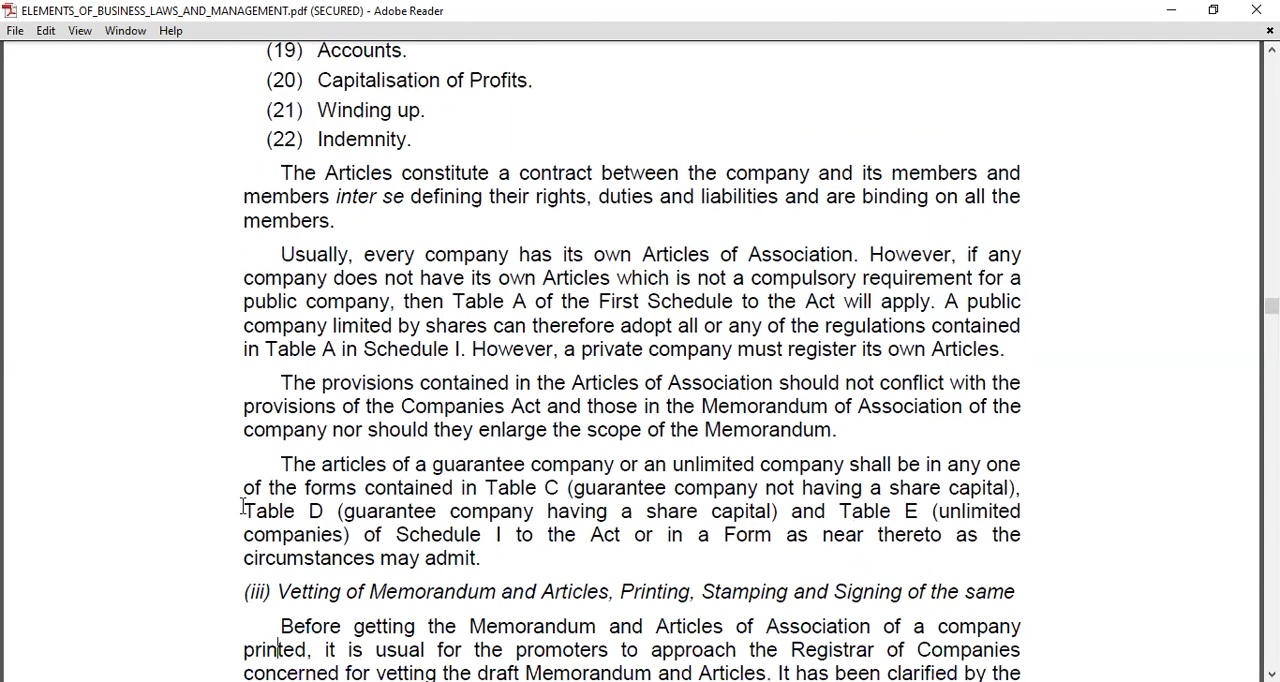 ELEMENTS_OF_BUSINESS_LAWS_AND_MANAGEMENT.pdf (SECURED) - Adobe Reader
File Edit View Window Help
(19) Accounts.
(20) Capitalisation of Profits.
(21) Winding up.
(22) Indemnity.
The Articles constitute a contract between the company and its members and
members inter se defining their rights, duties and liabilities and are binding on all the
members.
Usually, every company has its own Articles of Association. However, if any
company does not have its own Articles which is not a compulsory requirement for a
public company, then Table A of the First Schedule to the Act will apply. A public
company limited by shares can therefore adopt all or any of the regulations contained
in Table A in Schedule I. However, a private company must register its own Articles.
The provisions contained in the Articles of Association should not conflict with the
provisions of the Companies Act and those in the Memorandum of Association of the
company nor should they enlarge the scope of the Memorandum.
The articles of a guarantee company or an unlimited company shall be in any one
of the forms contained in Table C (guarantee company not having a share capital),
Table D (guarantee company having a share capital) and Table E (unlimited
companies) of Schedule I to the Act or in a Form as near thereto as the
circumstances may admit.
(iii) Vetting of Memorandum and Articles, Printing, Stamping and Signing of the same
Before getting the Memorandum and Articles of Association of a company
printed, it is usual for the promoters to approach the Registrar of Companies
concerned for vetting the draft Memorandum and Articles. It has been clarified by the